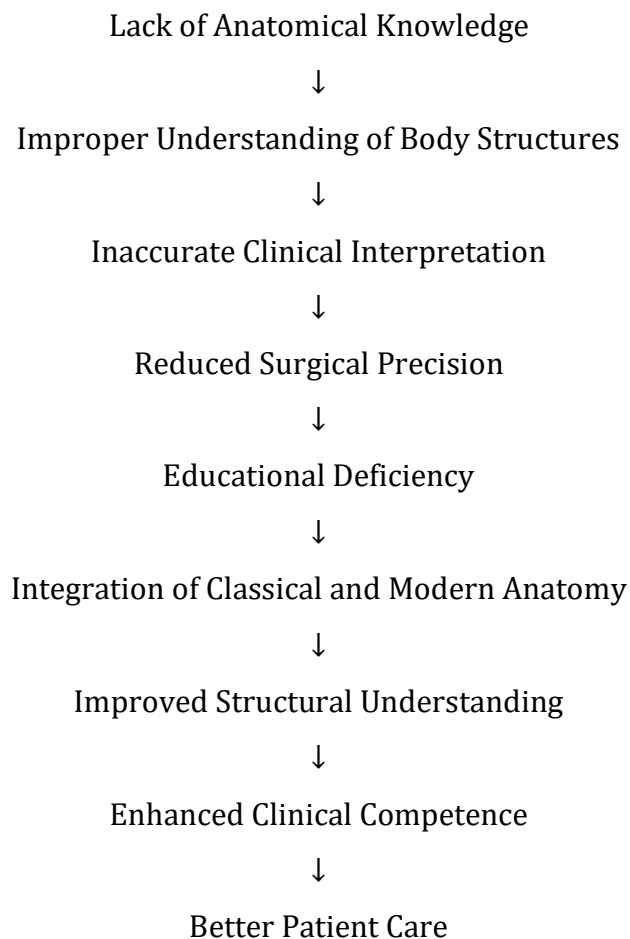 Lack of Anatomical Knowledge
↓
Improper Understanding of Body Structures
↓
Inaccurate Clinical Interpretation
↓
Reduced Surgical Precision
↓
Educational Deficiency
↓
Integration of Classical and Modern Anatomy
↓
Improved Structural Understanding
↓
Enhanced Clinical Competence
↓
Better Patient Care